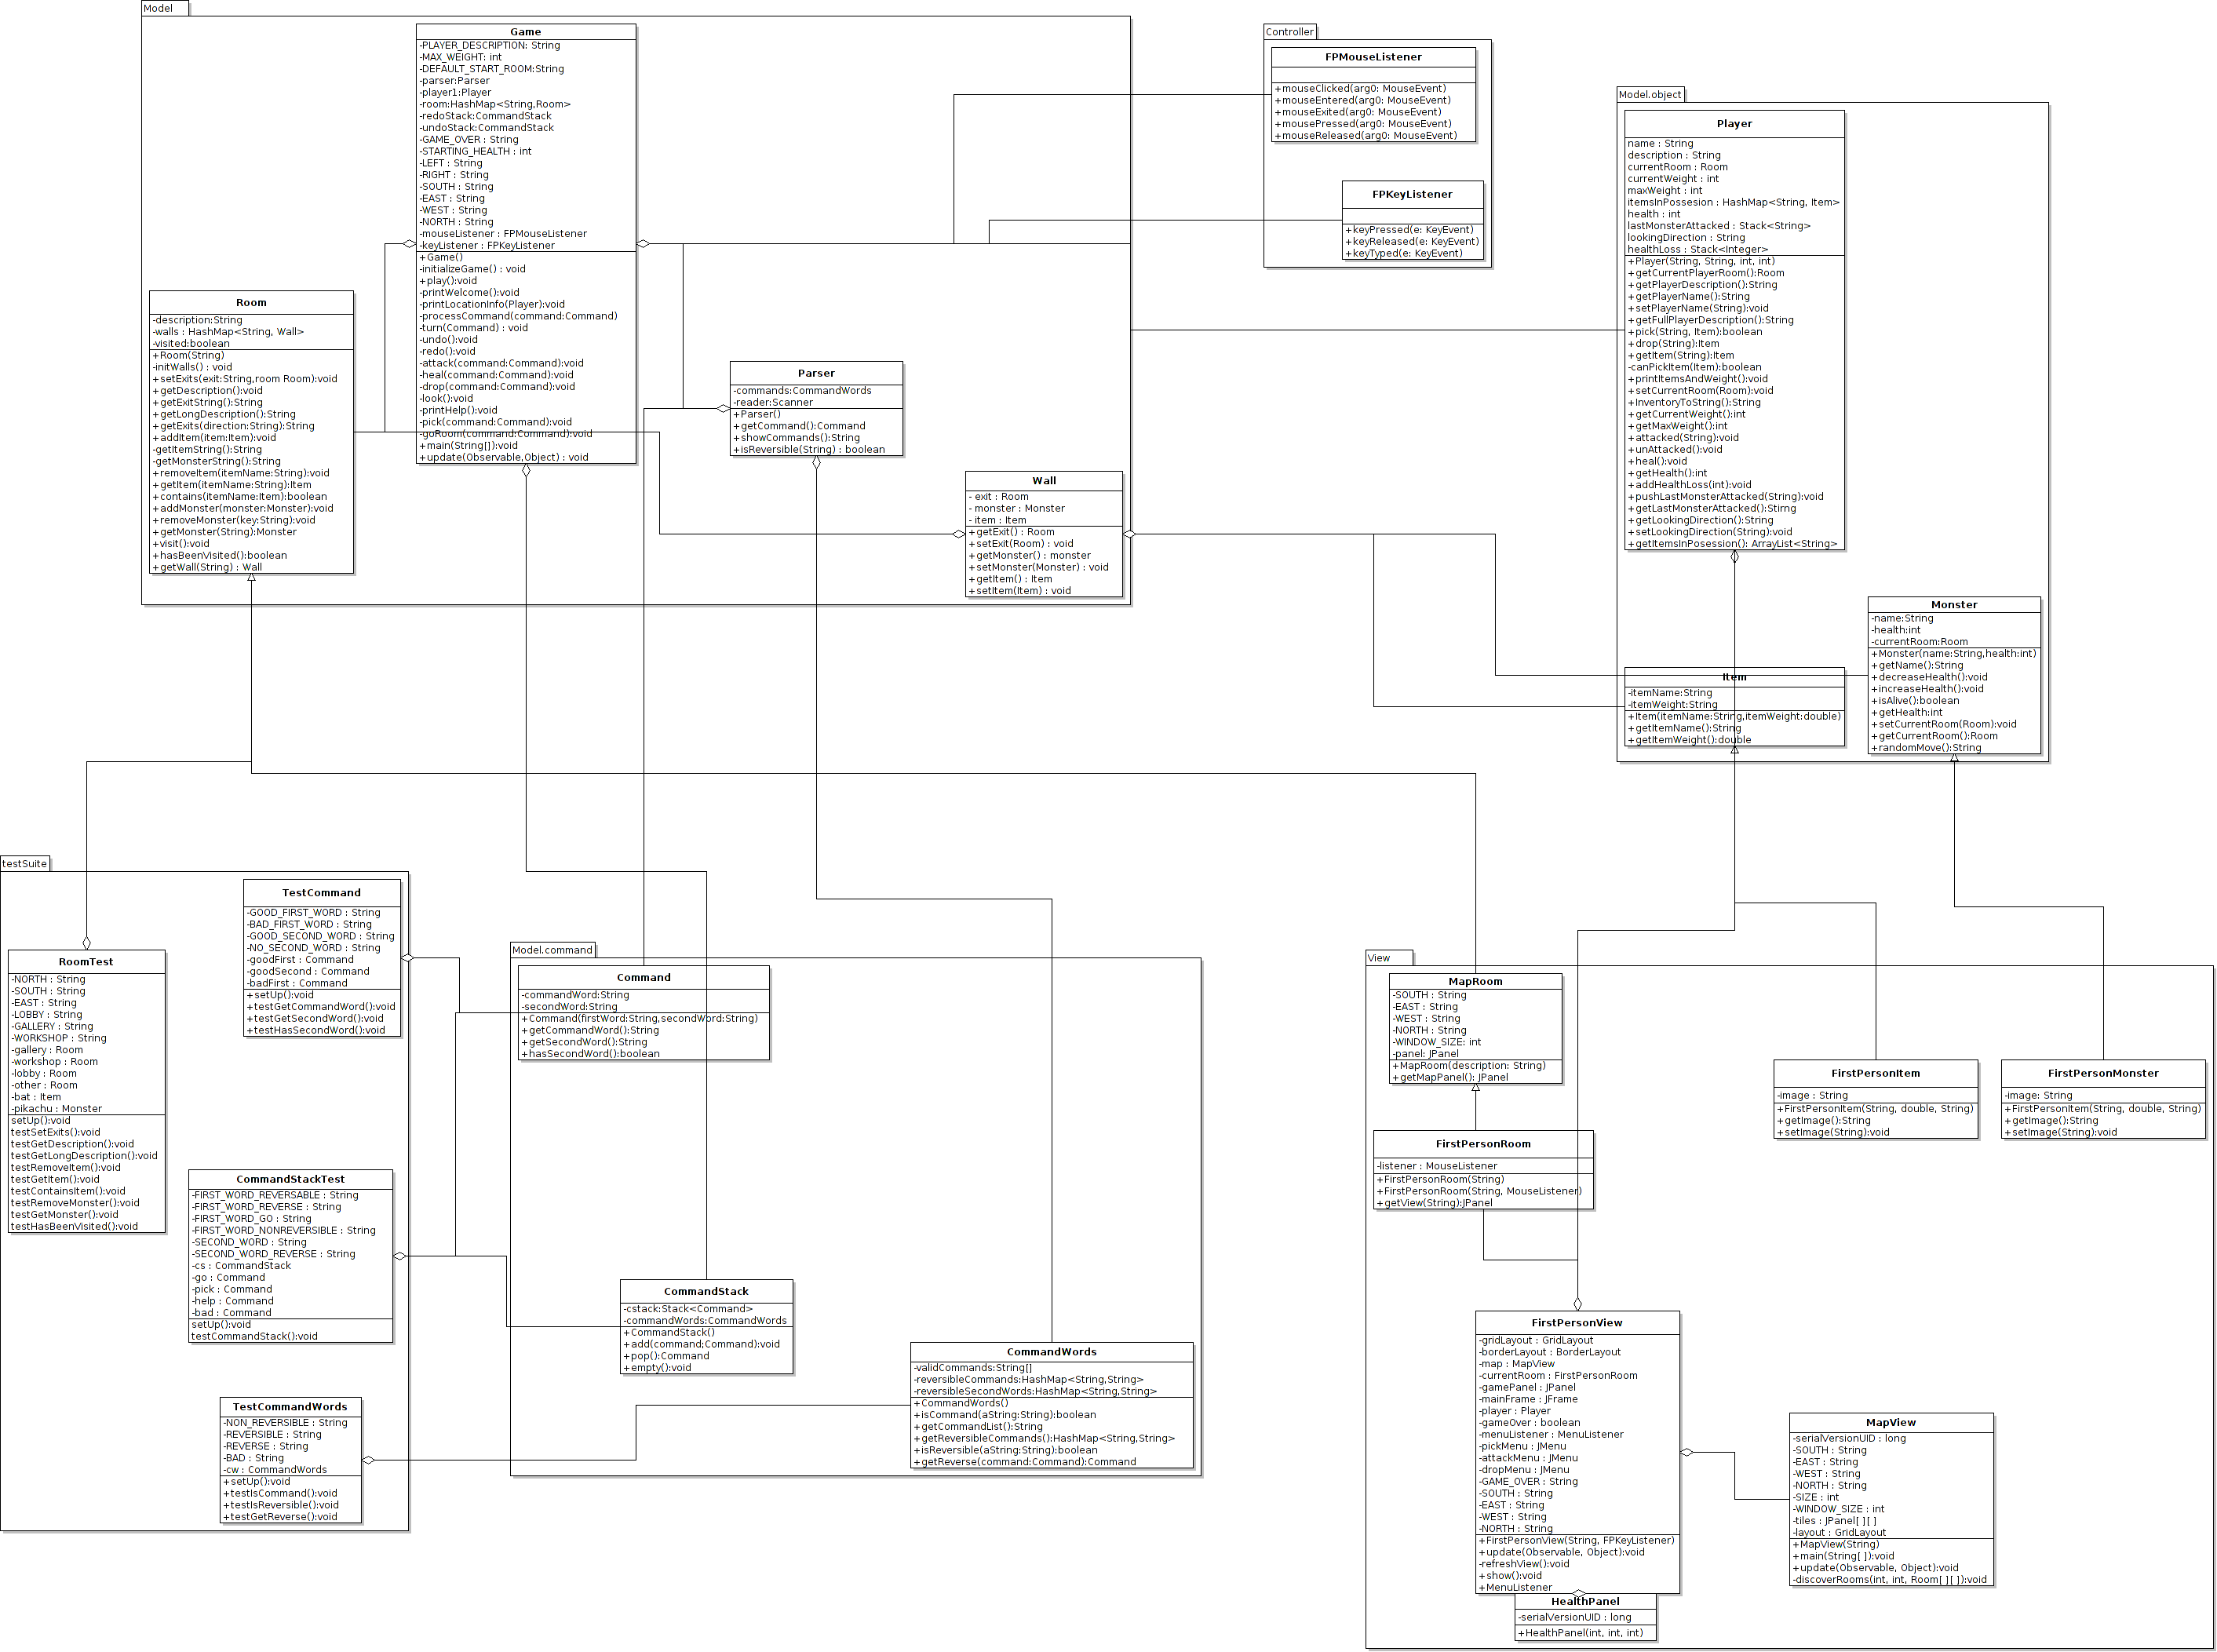 Model
Game
-PLAYER_DESCRIPTION: String
-MAX_WEIGHT: int
-DEFAULT_START_ROOM:String
-parser:Parser
-player1:Player
-room:HashMap<String,Room>
-redoStack:CommandStack
-undoStack:CommandStack
-GAME_OVER : String
-STARTING_HEALTH : int
-LEFT : String
-RIGHT : String
-SOUTH : String
-EAST : String
-WEST : String
-NORTH : String
-mouseListener : FPMouseListener
-keyListener : FPKeyListener
+Game()
-initializeGame() : void
+play():void
-printWelcome():void
-printLocationInfo(Player):void
-processCommand(command:Command)
-turn(Command) : void
-undo():void
-redo():void
-attack(command:Command):void
-heal(command:Command):void
-drop(command:Command):void
-look():void
-printHelp():void
-pick(command:Command):void
-goRoom(command:Command):void
+main(String[]):void
+update(Observable,Object) : void
Room
-description:String
-walls : HashMap<String, Wall>
-visited:boolean
+Room(String)
-initWalls() : void
+setExits(exit:String,room Room):void
+getDescription():void
+getExitString():String
+getLongDescription():String
+getExits(direction:String):String
+addItem(item:Item):void
-getItemString():String
-getMonsterString():String
+removeItem(itemName:String):void
+getItem(itemName:String):Item
+contains(itemName:Item):boolean
+addMonster(monster:Monster):void
+removeMonster(key:String):void
+getMonster(String):Monster
+visit():void
+hasBeenVisited():boolean
+getWall(String) : Wall
Parser
-commands:CommandWords
-reader:Scanner
+Parser()
+getCommand():Command
+showCommands():String
+isReversible(String) : boolean
Wall
- exit : Room
- monster : Monster
- item : Item
+getExit() : Room
+setExit(Room) : void
+getMonster() : monster
+setMonster(Monster) : void
+getItem() : Item
+setItem(Item) : void
Controller
FPMouseListener
+mouseClicked(arg0: MouseEvent)
+mouseEntered(arg0: MouseEvent)
+mouseExited(arg0: MouseEvent)
+mousePressed(arg0: MouseEvent)
+mouseReleased(arg0: MouseEvent)
FPKeyListener
+keyPressed(e: KeyEvent)
+keyReleased(e: KeyEvent)
+keyTyped(e: KeyEvent)
Model.object
Player
name : String
description : String
currentRoom : Room
currentWeight : int
maxWeight : int
itemsInPossesion : HashMap<String, Item>
health : int
lastMonsterAttacked : Stack<String>
lookingDirection : String
healthLoss : Stack<Integer>
+Player(String, String, int, int)
+getCurrentPlayerRoom():Room
+getPlayerDescription():String
+getPlayerName():String
+setPlayerName(String):void
+getFullPlayerDescription():String
+pick(String, Item):boolean
+drop(String):Item
+getItem(String):Item
-canPickItem(Item):boolean
+printItemsAndWeight():void
+setCurrentRoom(Room):void
+InventoryToString():String
+getCurrentWeight():int
+getMaxWeight():int
+attacked(String):void
+unAttacked():void
+heal():void
+getHealth():int
+addHealthLoss(int):void
+pushLastMonsterAttacked(String):void
+getLastMonsterAttacked():Stirng
+getLookingDirection():String
+setLookingDirection(String):void
+getItemsInPosession(): ArrayList<String>
Monster
-name:String
-health:int
-currentRoom:Room
+Monster(name:String,health:int)
+getName():String
+decreaseHealth():void
+increaseHealth():void
+isAlive():boolean
+getHealth:int
+setCurrentRoom(Room):void
+getCurrentRoom():Room
+randomMove():String
Item
-itemName:String
-itemWeight:String
+Item(itemName:String,itemWeight:double)
+getItemName():String
+getItemWeight():double
testSuite
TestCommand
-GOOD_FIRST_WORD : String
-BAD_FIRST_WORD : String
-GOOD_SECOND_WORD : String
-NO_SECOND_WORD : String
-goodFirst : Command
-goodSecond : Command
-badFirst : Command
+setUp():void
+testGetCommandWord():void
+testGetSecondWord():void
+testHasSecondWord():void
RoomTest
-NORTH : String
-SOUTH : String
-EAST : String
-LOBBY : String
-GALLERY : String
-WORKSHOP : String
-gallery : Room
-workshop : Room
-lobby : Room
-other : Room
-bat : Item
-pikachu : Monster
setUp():void
testSetExits():void
testGetDescription():void
testGetLongDescription():void
testRemoveItem():void
testGetItem():void
testContainsItem():void
testRemoveMonster():void
testGetMonster():void
testHasBeenVisited():void
CommandStackTest
-FIRST_WORD_REVERSABLE : String
-FIRST_WORD_REVERSE : String
-FIRST_WORD_GO : String
-FIRST_WORD_NONREVERSIBLE : String
-SECOND_WORD : String
-SECOND_WORD_REVERSE : String
-cs : CommandStack
-go : Command
-pick : Command
-help : Command
-bad : Command
setUp():void
testCommandStack():void
TestCommandWords
-NON_REVERSIBLE : String
-REVERSIBLE : String
-REVERSE : String
-BAD : String
-cw : CommandWords
+setUp():void
+testIsCommand():void
+testIsReversible():void
+testGetReverse():void
Model.command
Command
-commandWord:String
-secondWord:String
+Command(firstWord:String,secondWord:String)
+getCommandWord():String
+getSecondWord():String
+hasSecondWord():boolean
CommandStack
-cstack:Stack<Command>
-commandWords:CommandWords
+CommandStack()
+add(command;Command):void
+pop():Command
+empty():void
CommandWords
-validCommands:String[]
-reversibleCommands:HashMap<String,String>
-reversibleSecondWords:HashMap<String,String>
+CommandWords()
+isCommand(aString:String):boolean
+getCommandList():String
+getReversibleCommands():HashMap<String,String>
+isReversible(aString:String):boolean
+getReverse(command:Command):Command
View
MapRoom
-SOUTH : String
-EAST : String
-WEST : String
-NORTH : String
-WINDOW_SIZE: int
-panel: JPanel
+MapRoom(description: String)
+getMapPanel(): JPanel
FirstPersonRoom
-listener : MouseListener
+FirstPersonRoom(String)
+FirstPersonRoom(String, MouseListener)
+getView(String):JPanel
FirstPersonItem
-image : String
+FirstPersonItem(String, double, String)
+getImage():String
+setImage(String):void
FirstPersonMonster
-image: String
+FirstPersonItem(String, double, String)
+getImage():String
+setImage(String):void
FirstPersonView
-gridLayout : GridLayout
-borderLayout : BorderLayout
-map : MapView
-currentRoom : FirstPersonRoom
-gamePanel : JPanel
-mainFrame : JFrame
-player : Player
-gameOver : boolean
-menuListener : MenuListener
-pickMenu : JMenu
-attackMenu : JMenu
-dropMenu : JMenu
-GAME_OVER : String
-SOUTH : String
-EAST : String
-WEST : String
-NORTH : String
+FirstPersonView(String, FPKeyListener)
+update(Observable, Object):void
-refreshView():void
+show():void
+MenuListener
HealthPanel
-serialVersionUID : long
+HealthPanel(int, int, int)
MapView
-serialVersionUID : long
-SOUTH : String
-EAST : String
-WEST : String
-NORTH : String
-SIZE : int
-WINDOW_SIZE : int
-tiles : JPanel[ ][ ]
-layout : GridLayout
+MapView(String)
+main(String[ ]):void
+update(Observable, Object):void
-discoverRooms(int, int, Room[ ][ ]):void